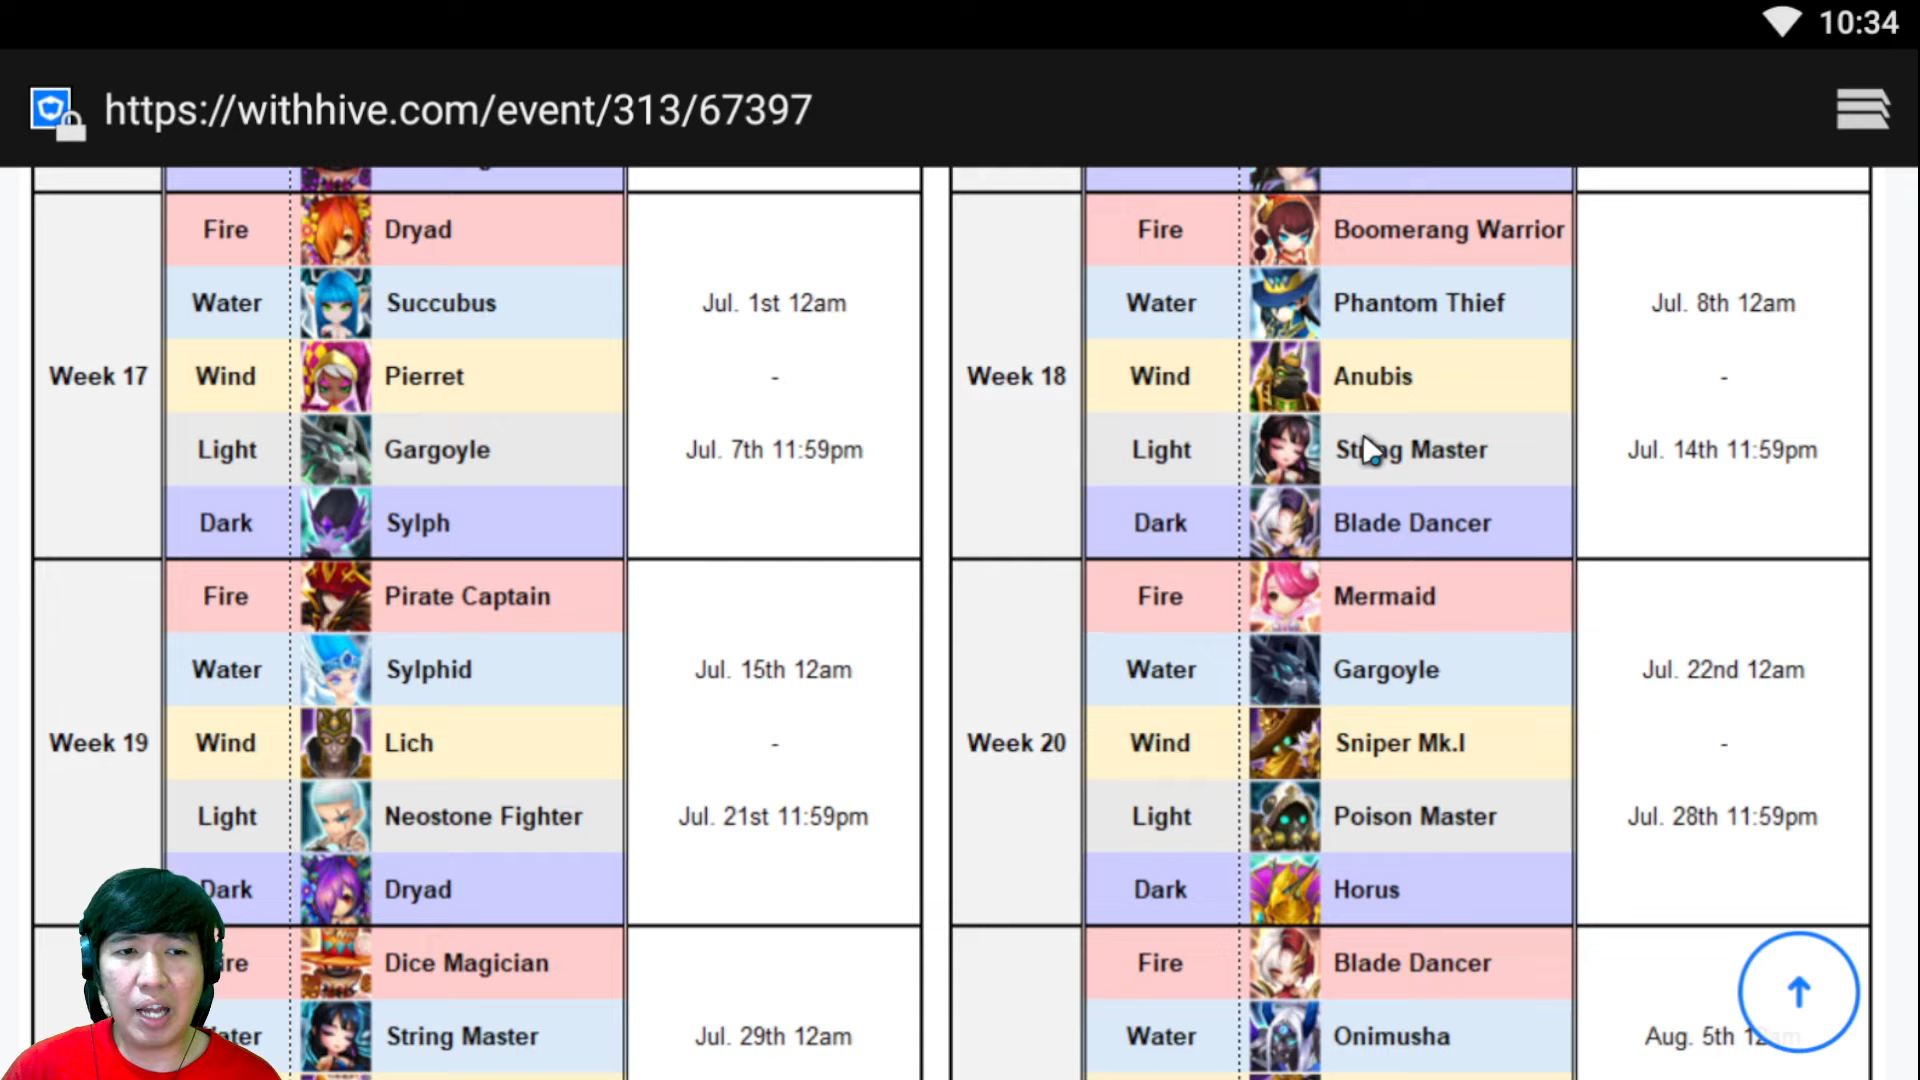 10:34
https://withhive.com/event/313/67397
Week 17
Fire Dryad
Water Succubus
Wind Pierret
Light Gargoyle
Dark Sylph
Jul. 1st 12am
-
Jul. 7th 11:59pm
Week 18
Fire Boomerang Warrior
Water Phantom Thief
Wind Anubis
Light String Master
Dark Blade Dancer
Jul. 8th 12am
-
Jul. 14th 11:59pm
Week 19
Fire Pirate Captain
Water Sylphid
Wind Lich
Light Neostone Fighter
Dark Dryad
Jul. 15th 12am
-
Jul. 21st 11:59pm
Week 20
Fire Mermaid
Water Gargoyle
Wind Sniper Mk.I
Light Poison Master
Dark Horus
Jul. 22nd 12am
-
Jul. 28th 11:59pm
Fire Dice Magician
Water String Master
Jul. 29th 12am
Fire Blade Dancer
Water Onimusha
Aug. 5th 12am